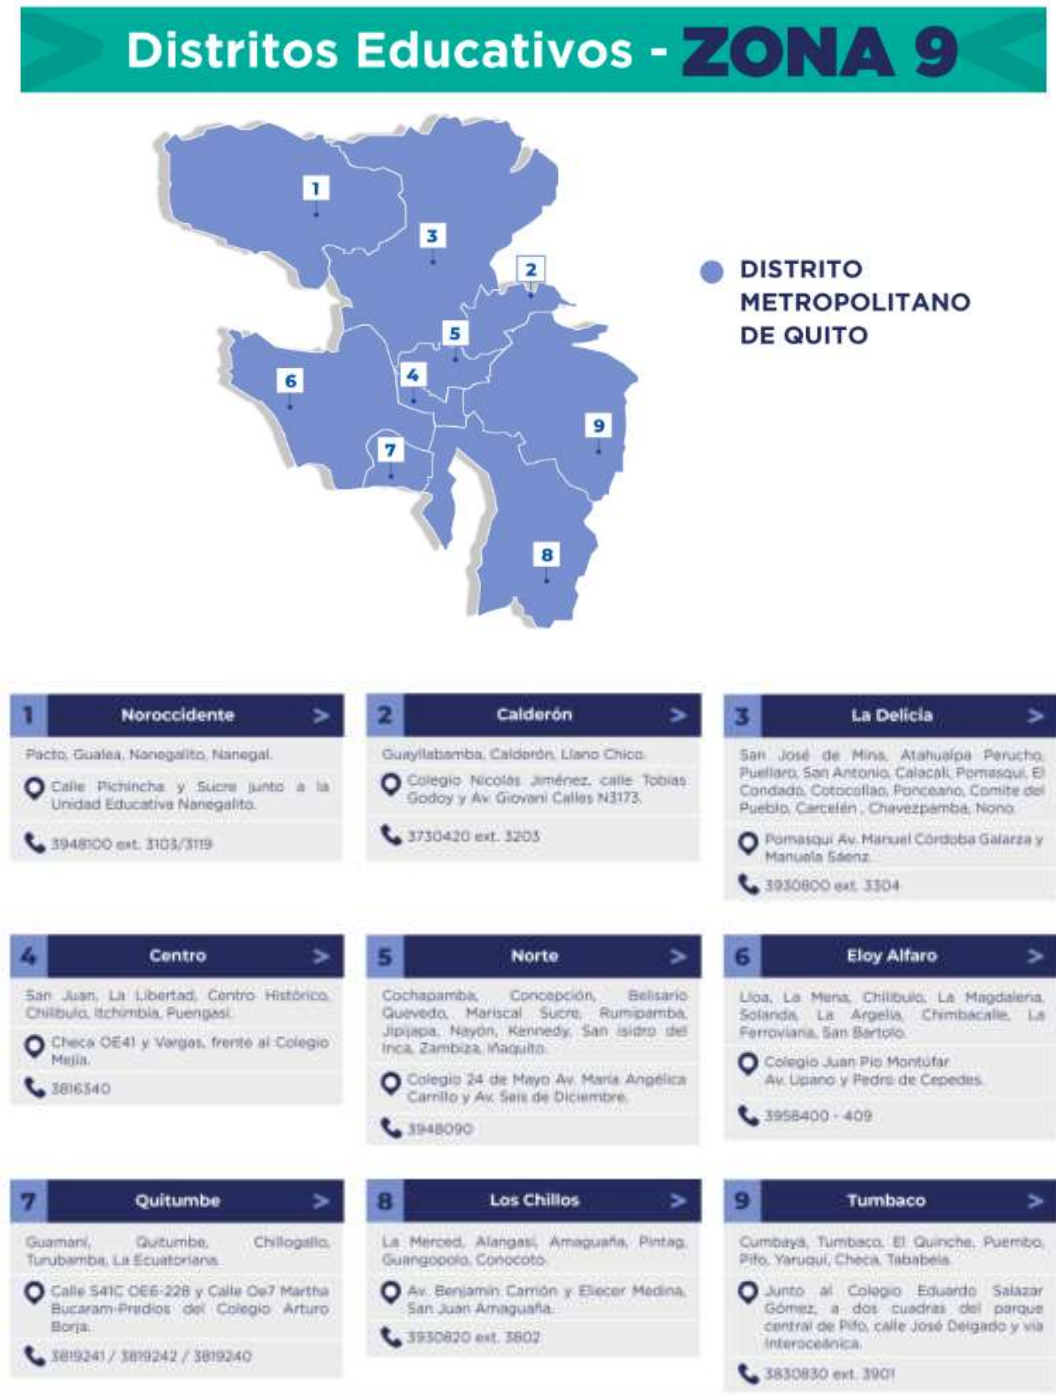 Distritos Educativos - ZONA 9
1
3
2
5
4
6
9
7
8
DISTRITO
METROPOLITANO
DE QUITO
1 Noroccidente >
Pacto, Gualea, Nanegalito, Nanegal.
Calle Pichincha y Sucre junto a la
Unidad Educativa Nanegalito.
3948100 ext. 3103/3119
2 Calderón >
Guayllabamba, Calderón, Llano Chico.
Colegio Nicolás Jiménez, calle Tobias
Godoy y Av. Giovani Calles N3173.
3730420 ext. 3203
3 La Delicia >
San José de Mina, Atahualpa Perucho,
Puellaro, San Antonio, Calacali, Pomasqui, El
Condado, Cotocollao, Ponceano, Comite del
Pueblo, Carcelén , Chavezpamba, Nono.
Pomasqui Av. Manuel Córdoba Galarza y
Manuela Sáenz.
3930800 ext. 3304
4 Centro >
San Juan, La Libertad, Centro Histórico,
Chilibulo, Itchimbia, Puengasí.
Checa OE41 y Vargas, frente al Colegio
Mejía.
3816340
5 Norte >
Cochapamba, Concepción, Belisario
Quevedo, Mariscal Sucre, Rumipamba,
Jipijapa, Nayón, Kennedy, San Isidro del
Inca, Zambiza, Iñaquito.
Colegio 24 de Mayo Av. María Angélica
Carrillo y Av. Seis de Diciembre.
3948090
6 Eloy Alfaro >
Lloa, La Mena, Chilibulo, La Magdalena,
Solanda, La Argelia, Chimbacalle, La
Ferroviaria, San Bartolo.
Colegio Juan Pio Montúfar
Av. Upano y Pedro de Cepedes.
3958400 - 409
7 Quitumbe >
Guamaní, Quitumbe, Chillogallo,
Turubamba, La Ecuatoriana.
Calle S41C OE6-228 y Calle Oe7 Martha
Bucaram-Predios del Colegio Arturo
Borja.
3819241 / 3819242 / 3819240
8 Los Chillos >
La Merced, Alangasí, Amaguaña, Pintag,
Guangopolo, Conocoto.
Av. Benjamín Carrión y Eliecer Medina,
San Juan Amaguaña.
3930820 ext. 3802
9 Tumbaco >
Cumbayá, Tumbaco, El Quinche, Puembo,
Pifo, Yaruquí, Checa, Tababela.
Junto al Colegio Eduardo Salazar
Gómez, a dos cuadras del parque
central de Pifo, calle José Delgado y vía
Interoceánica.
3830830 ext. 3901